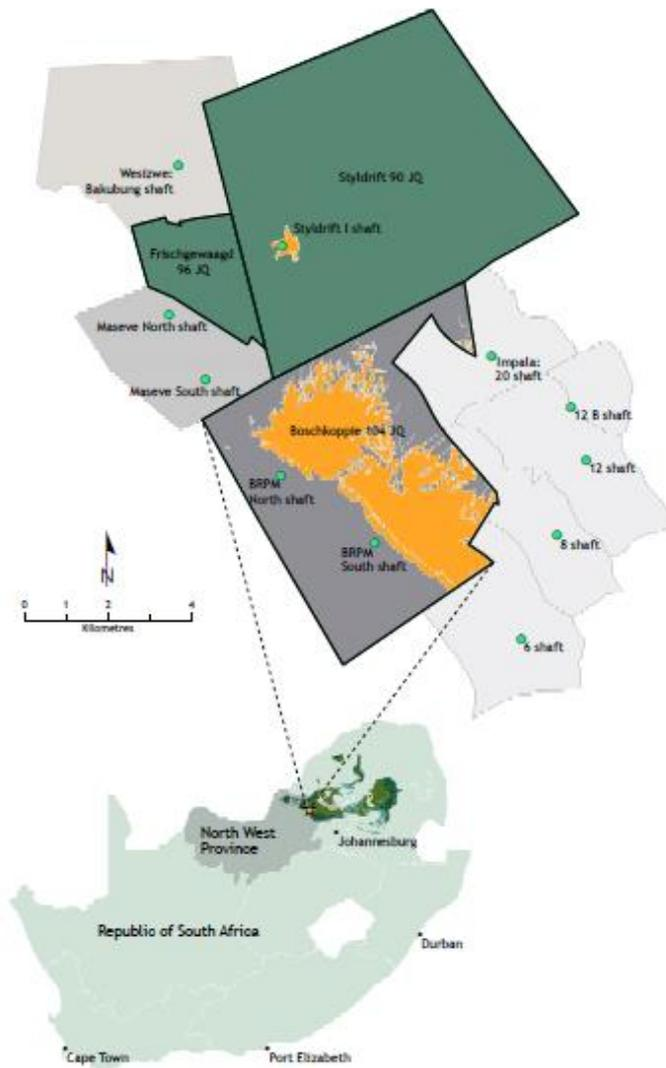 Styldrift 90 JQ
Wesizwe:
Bakubung shaft
Styldrift I shaft
Frischgewaagd
96 JQ
Maseve North shaft
Maseve South shaft
Impala:
20 shaft
12 B shaft
Boschkoppie 104 JQ
12 shaft
BRPM
North shaft
8 shaft
BRPM
South shaft
6 shaft
N
0 1 2 4
Kilometres
North West
Province
Johannesburg
Republic of South Africa
Durban
Cape Town
Port Elizabeth